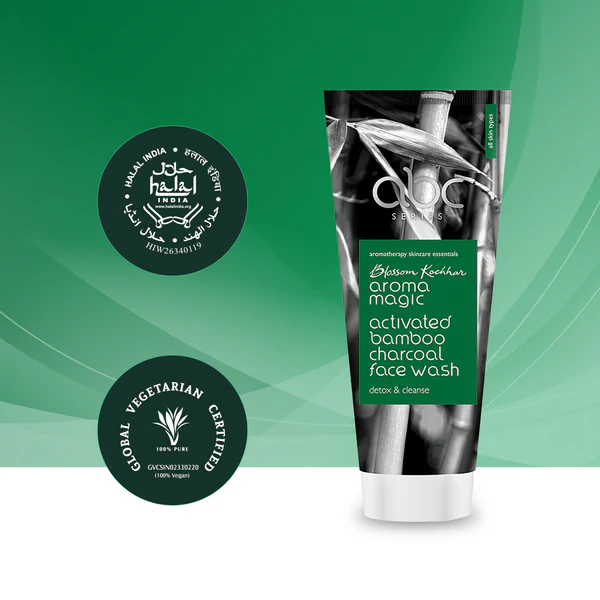 HALAL INDIA • हलाल इंडिया
حلال
halal
INDIA
www.halalindia.org
حلال انڈیا • حلال الهند
HIW26340119
GLOBAL VEGETARIAN CERTIFIED
100% PURE
GVCSIN02330220
(100% Vegan)
all skin types
abc
SERIES
aromatherapy skincare essentials
Blossom Kochhar
aroma
magic
activated
bamboo
charcoal
face wash
detox & cleanse